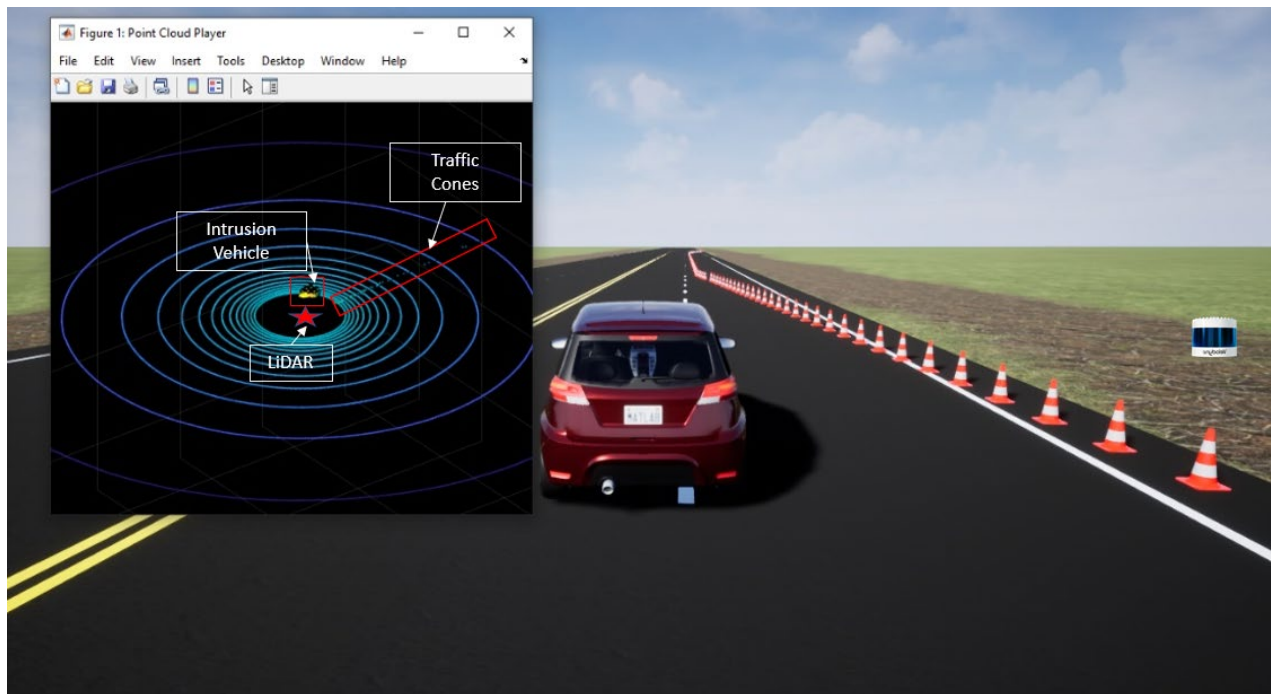 Figure 1: Point Cloud Player
File Edit View Insert Tools Desktop Window Help
Traffic
Cones
Intrusion
Vehicle
LiDAR